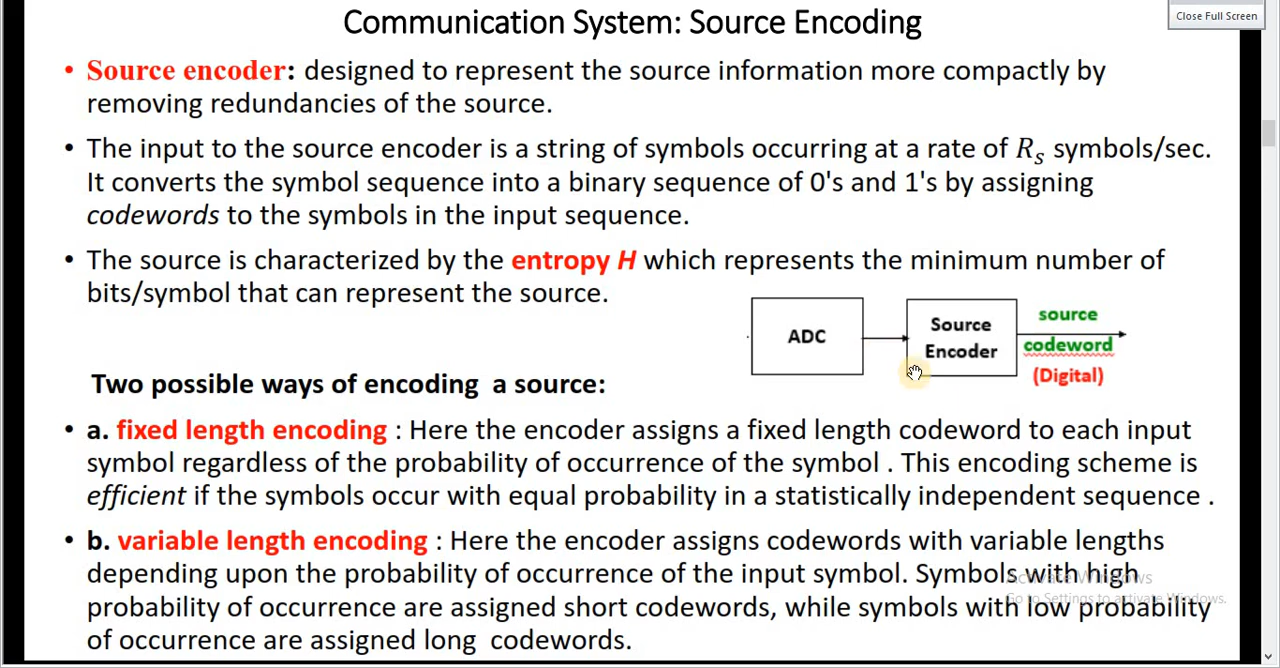 Communication System: Source Encoding
Close Full Screen
• Source encoder: designed to represent the source information more compactly by
removing redundancies of the source.
• The input to the source encoder is a string of symbols occurring at a rate of Rₛ symbols/sec.
It converts the symbol sequence into a binary sequence of 0's and 1's by assigning
codewords to the symbols in the input sequence.
• The source is characterized by the entropy H which represents the minimum number of
bits/symbol that can represent the source.
ADC
Source
Encoder
source
codeword
(Digital)
Two possible ways of encoding a source:
• a. fixed length encoding : Here the encoder assigns a fixed length codeword to each input
symbol regardless of the probability of occurrence of the symbol . This encoding scheme is
efficient if the symbols occur with equal probability in a statistically independent sequence .
• b. variable length encoding : Here the encoder assigns codewords with variable lengths
depending upon the probability of occurrence of the input symbol. Symbols with high
probability of occurrence are assigned short codewords, while symbols with low probability
of occurrence are assigned long codewords.
Activate Windows
Go to Settings to activate Windows.